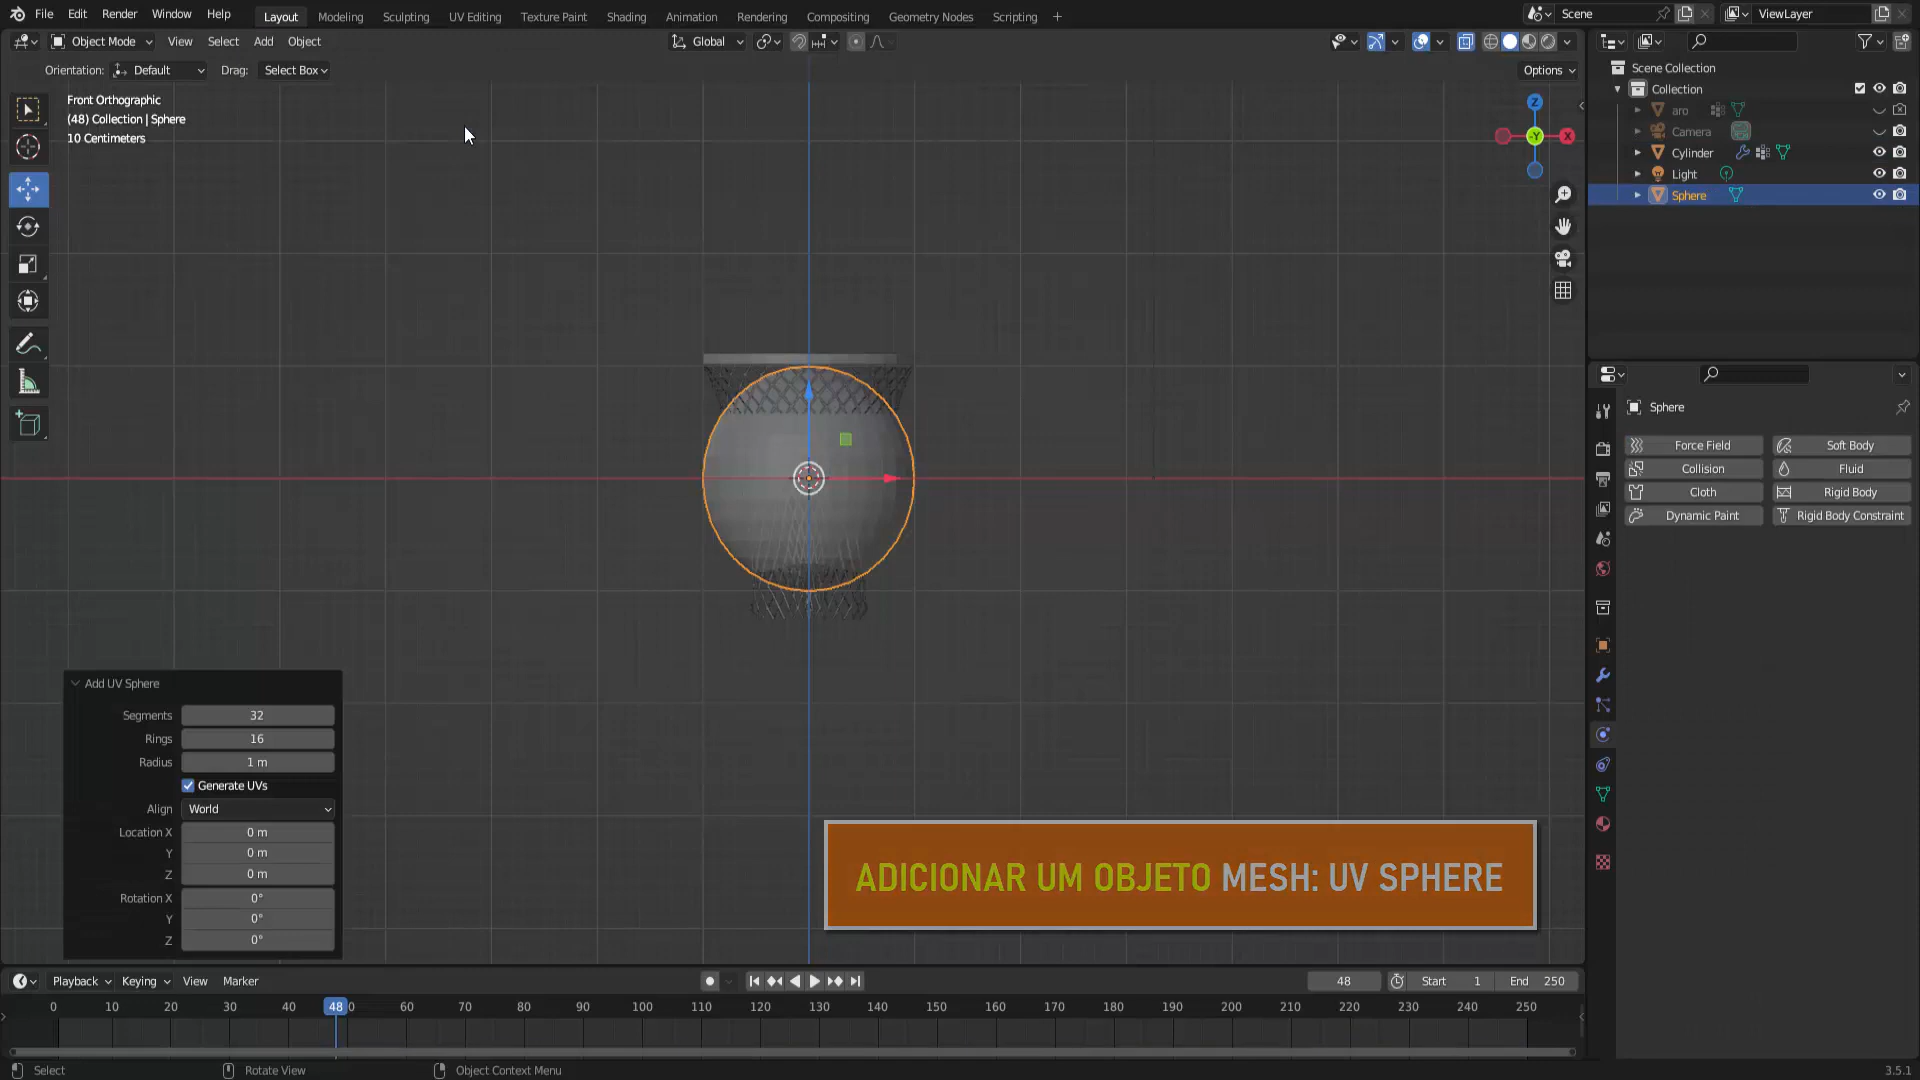 File Edit Render Window Help Layout Modeling Sculpting UV Editing Texture Paint Shading Animation Rendering Compositing Geometry Nodes Scripting + Scene ViewLayer
Object Mode View Select Add Object Global
Orientation: Default Drag: Select Box Options
Front Orthographic
(48) Collection | Sphere
10 Centimeters
Z
-Y
X
Scene Collection
Collection
aro
Camera
Cylinder
Light
Sphere
Sphere
Force Field Soft Body
Collision Fluid
Cloth Rigid Body
Dynamic Paint Rigid Body Constraint
Add UV Sphere
Segments 32
Rings 16
Radius 1 m
Generate UVs
Align World
Location X 0 m
Y 0 m
Z 0 m
Rotation X 0°
Y 0°
Z 0°
ADICIONAR UM OBJETO MESH: UV SPHERE
Playback Keying View Marker 48 Start 1 End 250
0 10 20 30 40 48 0 60 70 80 90 100 110 120 130 140 150 160 170 180 190 200 210 220 230 240 250
Select Rotate View Object Context Menu 3.5.1